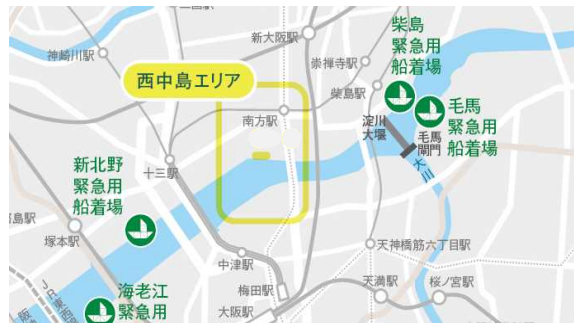 新大阪駅
神崎川駅
崇禅寺駅
柴島
緊急用
船着場
西中島エリア
柴島駅
南方駅
淀川
大堰
毛馬
緊急用
船着場
毛馬
閘門
大川
十三駅
新北野
緊急用
船着場
塚本駅
中津駅
天神橋筋六丁目駅
梅田駅
天満駅
桜ノ宮駅
大阪駅
海老江
緊急用